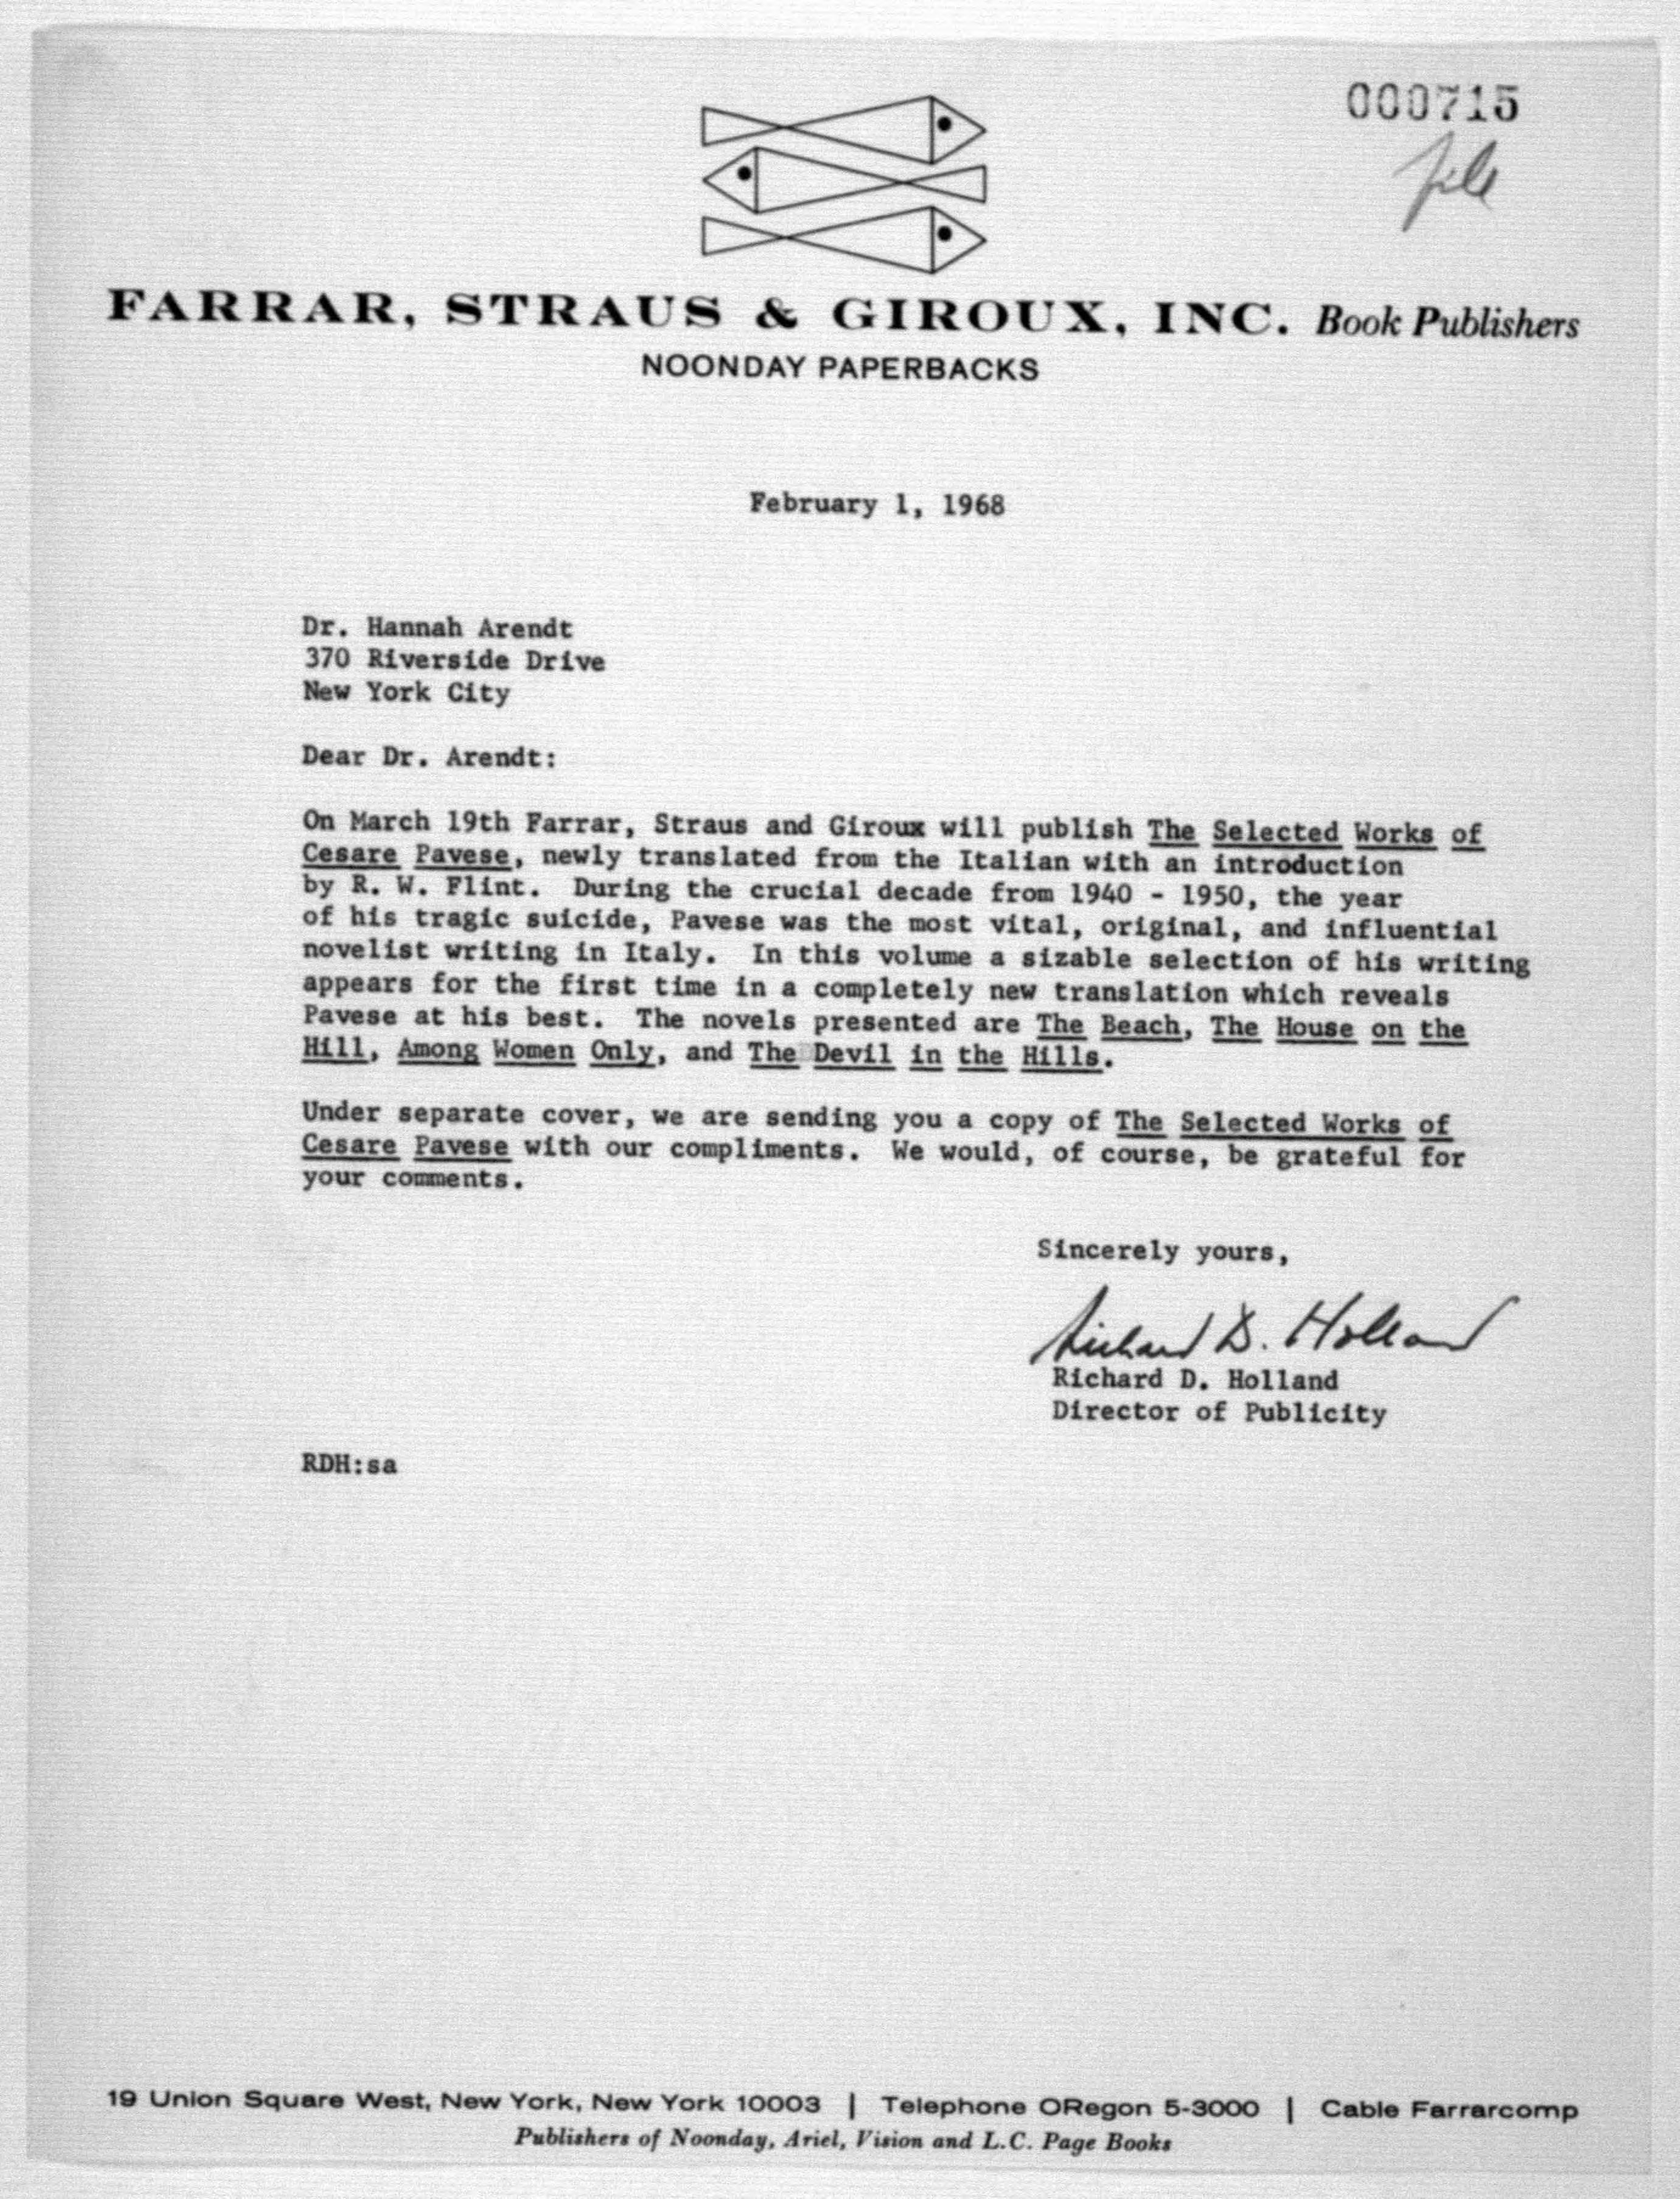 000715
file
FARRAR, STRAUS & GIROUX, INC. Book Publishers
NOONDAY PAPERBACKS
February 1, 1968
Dr. Hannah Arendt
370 Riverside Drive
New York City
Dear Dr. Arendt:
On March 19th Farrar, Straus and Giroux will publish The Selected Works of
Cesare Pavese, newly translated from the Italian with an introduction
by R. W. Flint. During the crucial decade from 1940 - 1950, the year
of his tragic suicide, Pavese was the most vital, original, and influential
novelist writing in Italy. In this volume a sizable selection of his writing
appears for the first time in a completely new translation which reveals
Pavese at his best. The novels presented are The Beach, The House on the
Hill, Among Women Only, and The Devil in the Hills.
Under separate cover, we are sending you a copy of The Selected Works of
Cesare Pavese with our compliments. We would, of course, be grateful for
your comments.
Sincerely yours,
Richard D. Holland
Richard D. Holland
Director of Publicity
RDH:sa
19 Union Square West, New York, New York 10003 | Telephone ORegon 5-3000 | Cable Farrarcomp
Publishers of Noonday, Ariel, Vision and L.C. Page Books